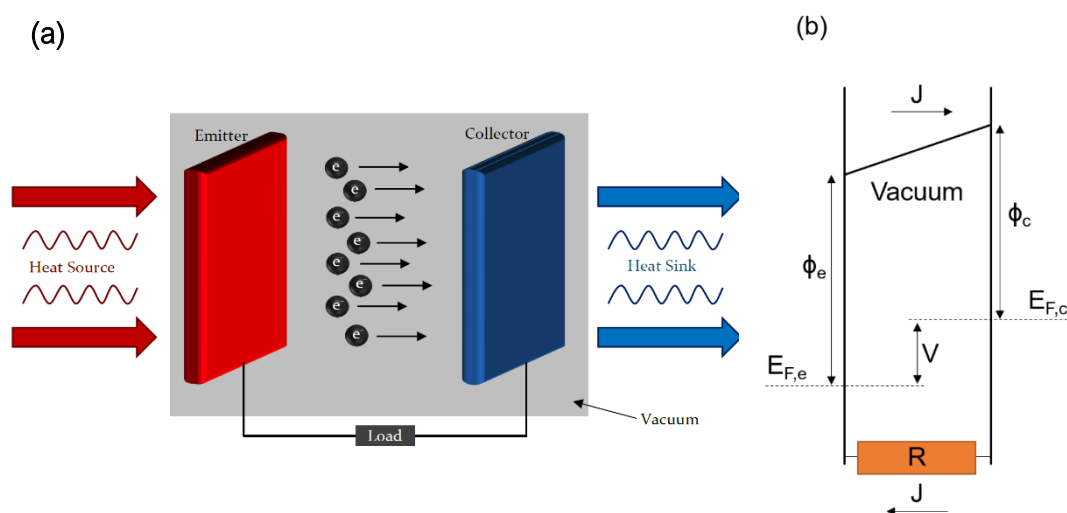 (a)
Emitter
Collector
e
e
e
e⁻
e
e⁻
e
e
Heat Source
Heat Sink
Vacuum
Load
(b)
J
Vacuum
ϕe
ϕc
EF,c
V
EF,e
R
J